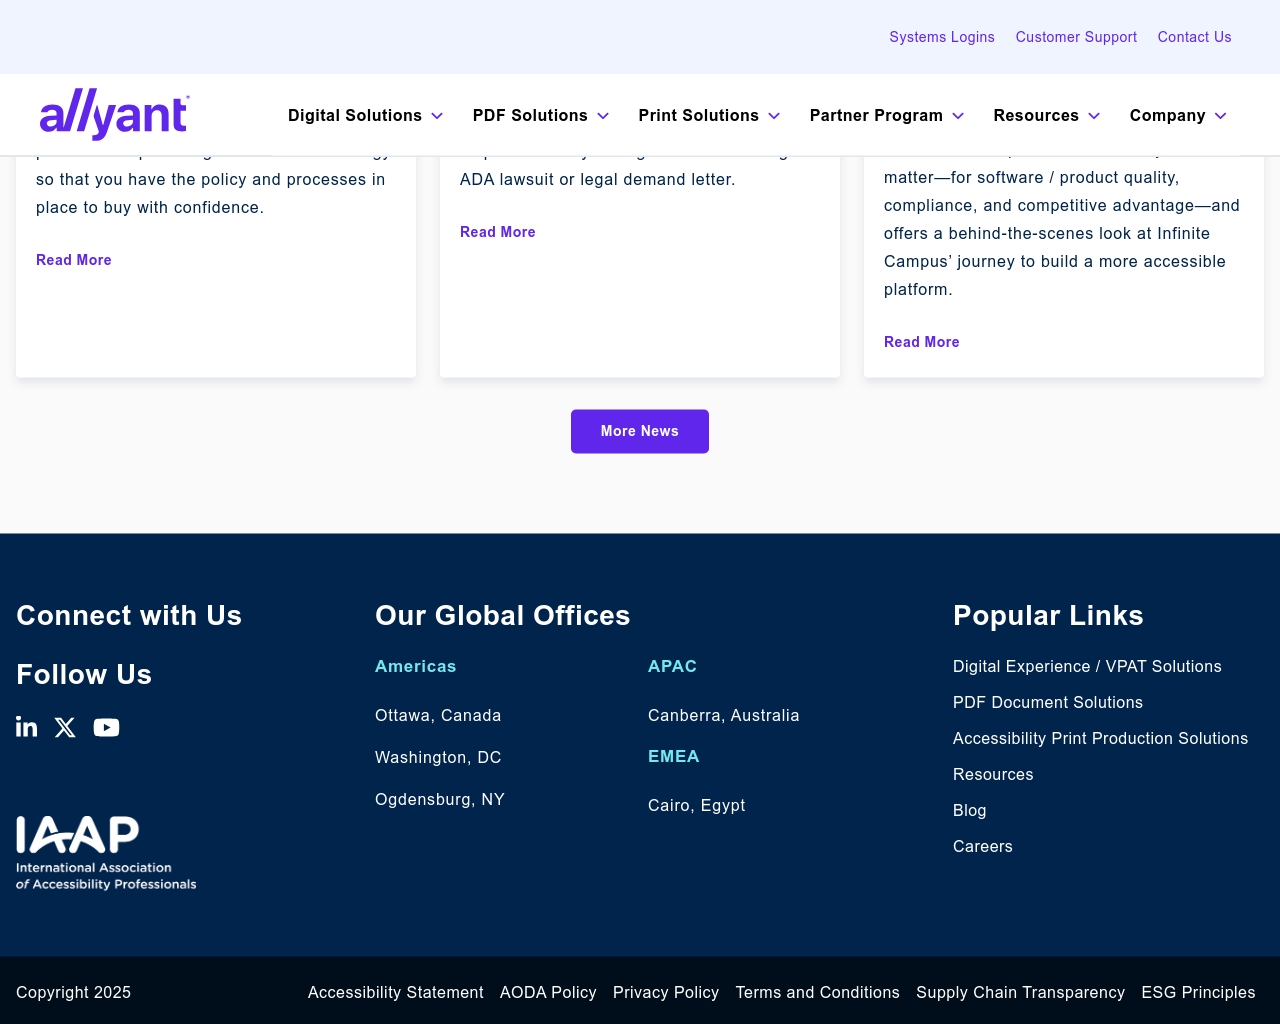 Systems Logins Customer Support Contact Us
allyant
Digital Solutions PDF Solutions Print Solutions Partner Program Resources Company
so that you have the policy and processes in
place to buy with confidence.
Read More
ADA lawsuit or legal demand letter.
Read More
matter—for software / product quality,
compliance, and competitive advantage—and
offers a behind-the-scenes look at Infinite
Campus’ journey to build a more accessible
platform.
Read More
More News
Connect with Us
Follow Us
IAAP
International Association
of Accessibility Professionals
Our Global Offices
Americas
Ottawa, Canada
Washington, DC
Ogdensburg, NY
APAC
Canberra, Australia
EMEA
Cairo, Egypt
Popular Links
Digital Experience / VPAT Solutions
PDF Document Solutions
Accessibility Print Production Solutions
Resources
Blog
Careers
Copyright 2025
Accessibility Statement AODA Policy Privacy Policy Terms and Conditions Supply Chain Transparency ESG Principles